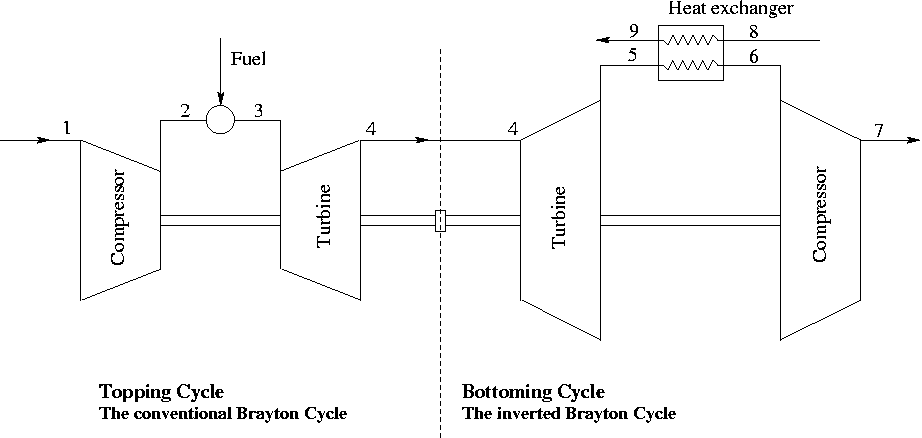 Heat exchanger
9 8
5 6
Fuel
2 3
1
4
4
7
Compressor
Turbine
Turbine
Compressor
Topping Cycle
The conventional Brayton Cycle
Bottoming Cycle
The inverted Brayton Cycle